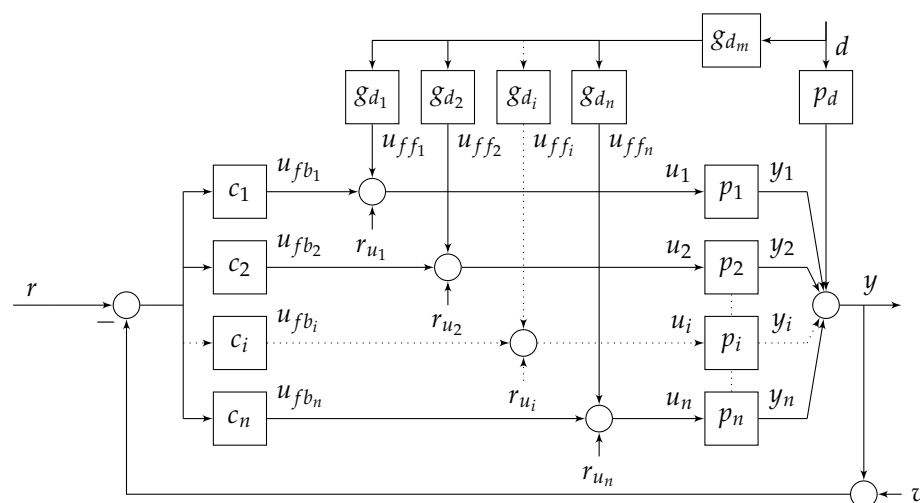 g_{d_m}
d
g_{d_1} g_{d_2} g_{d_i} g_{d_n} p_d
u_{ff_1} u_{ff_2} u_{ff_i} u_{ff_n}
c_1 u_{fb_1} u_1 p_1 y_1
r_{u_1}
c_2 u_{fb_2} u_2 p_2 y_2
r y
−
r_{u_2}
c_i u_{fb_i} u_i p_i y_i
r_{u_i}
c_n u_{fb_n} u_n p_n y_n
r_{u_n}